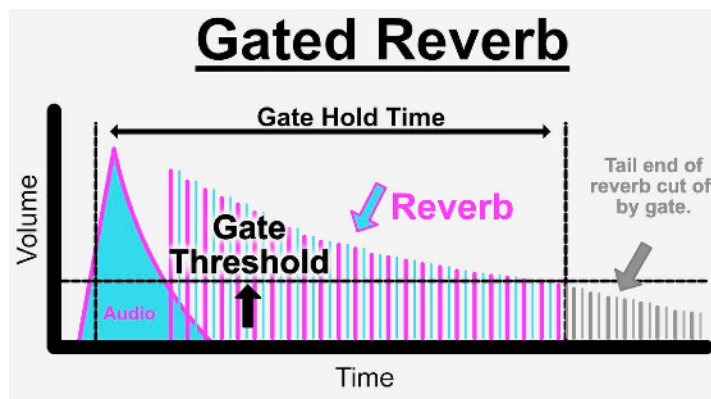 Gated Reverb
Gate Hold Time
Tail end of
reverb cut of
by gate.
Volume
Reverb
Gate
Threshold
Audio
Time